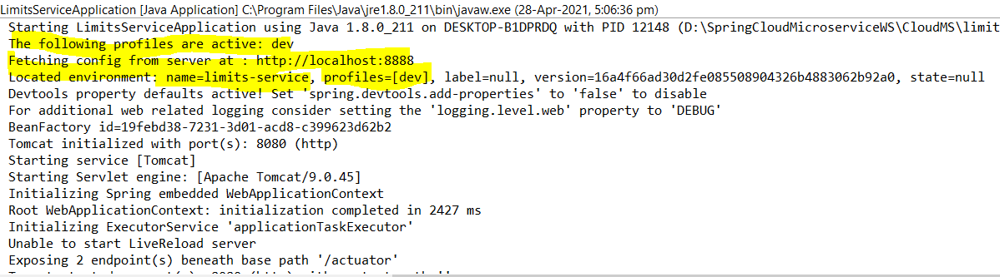 LimitsServiceApplication [Java Application] C:\Program Files\Java\jre1.8.0_211\bin\javaw.exe (28-Apr-2021, 5:06:36 pm)
Starting LimitsServiceApplication using Java 1.8.0_211 on DESKTOP-B1DPRDQ with PID 12148 (D:\SpringCloudMicroserviceWS\CloudMS\limit
The following profiles are active: dev
Fetching config from server at : http://localhost:8888
Located environment: name=limits-service, profiles=[dev], label=null, version=16a4f66ad30d2fe085508904326b4883062b92a0, state=null
Devtools property defaults active! Set 'spring.devtools.add-properties' to 'false' to disable
For additional web related logging consider setting the 'logging.level.web' property to 'DEBUG'
BeanFactory id=19febd38-7231-3d01-acd8-c399623d62b2
Tomcat initialized with port(s): 8080 (http)
Starting service [Tomcat]
Starting Servlet engine: [Apache Tomcat/9.0.45]
Initializing Spring embedded WebApplicationContext
Root WebApplicationContext: initialization completed in 2427 ms
Initializing ExecutorService 'applicationTaskExecutor'
Unable to start LiveReload server
Exposing 2 endpoint(s) beneath base path '/actuator'